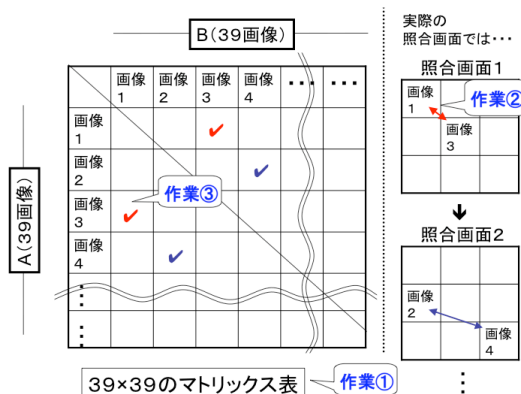 B(39画像)
画像
1
画像
2
画像
3
画像
4
・・・
・・・
画像
1
画像
2
画像
3
画像
4
⋮
⋮
A(39画像)
作業③
39×39のマトリックス表
作業①
実際の
照合画面では・・・
照合画面1
画像
1
作業②
画像
3
照合画面2
画像
2
画像
4
⋮